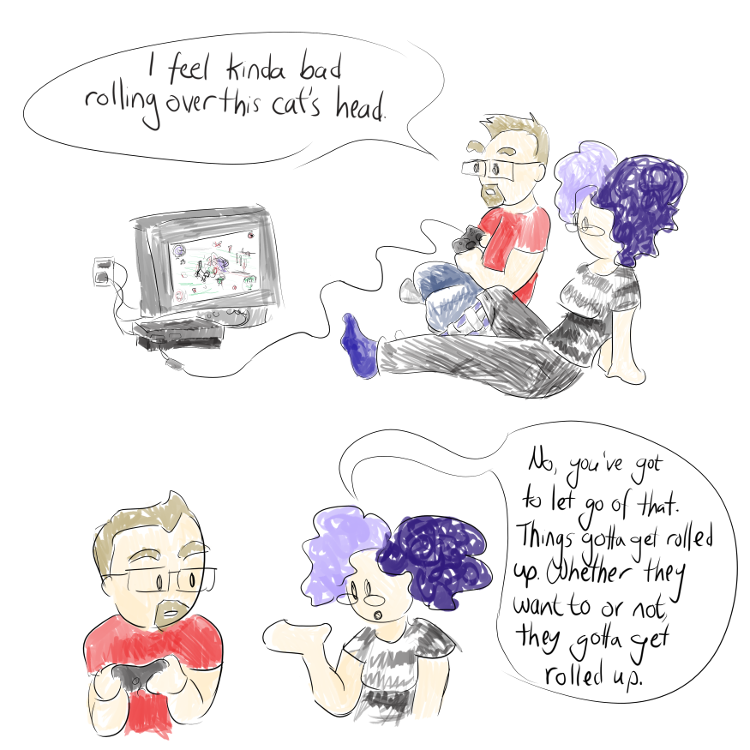 I feel kinda bad
rolling over this cat's head.
No, you've got
to let go of that.
Things gotta get rolled
up. Whether they
want to or not,
they gotta get
rolled up.